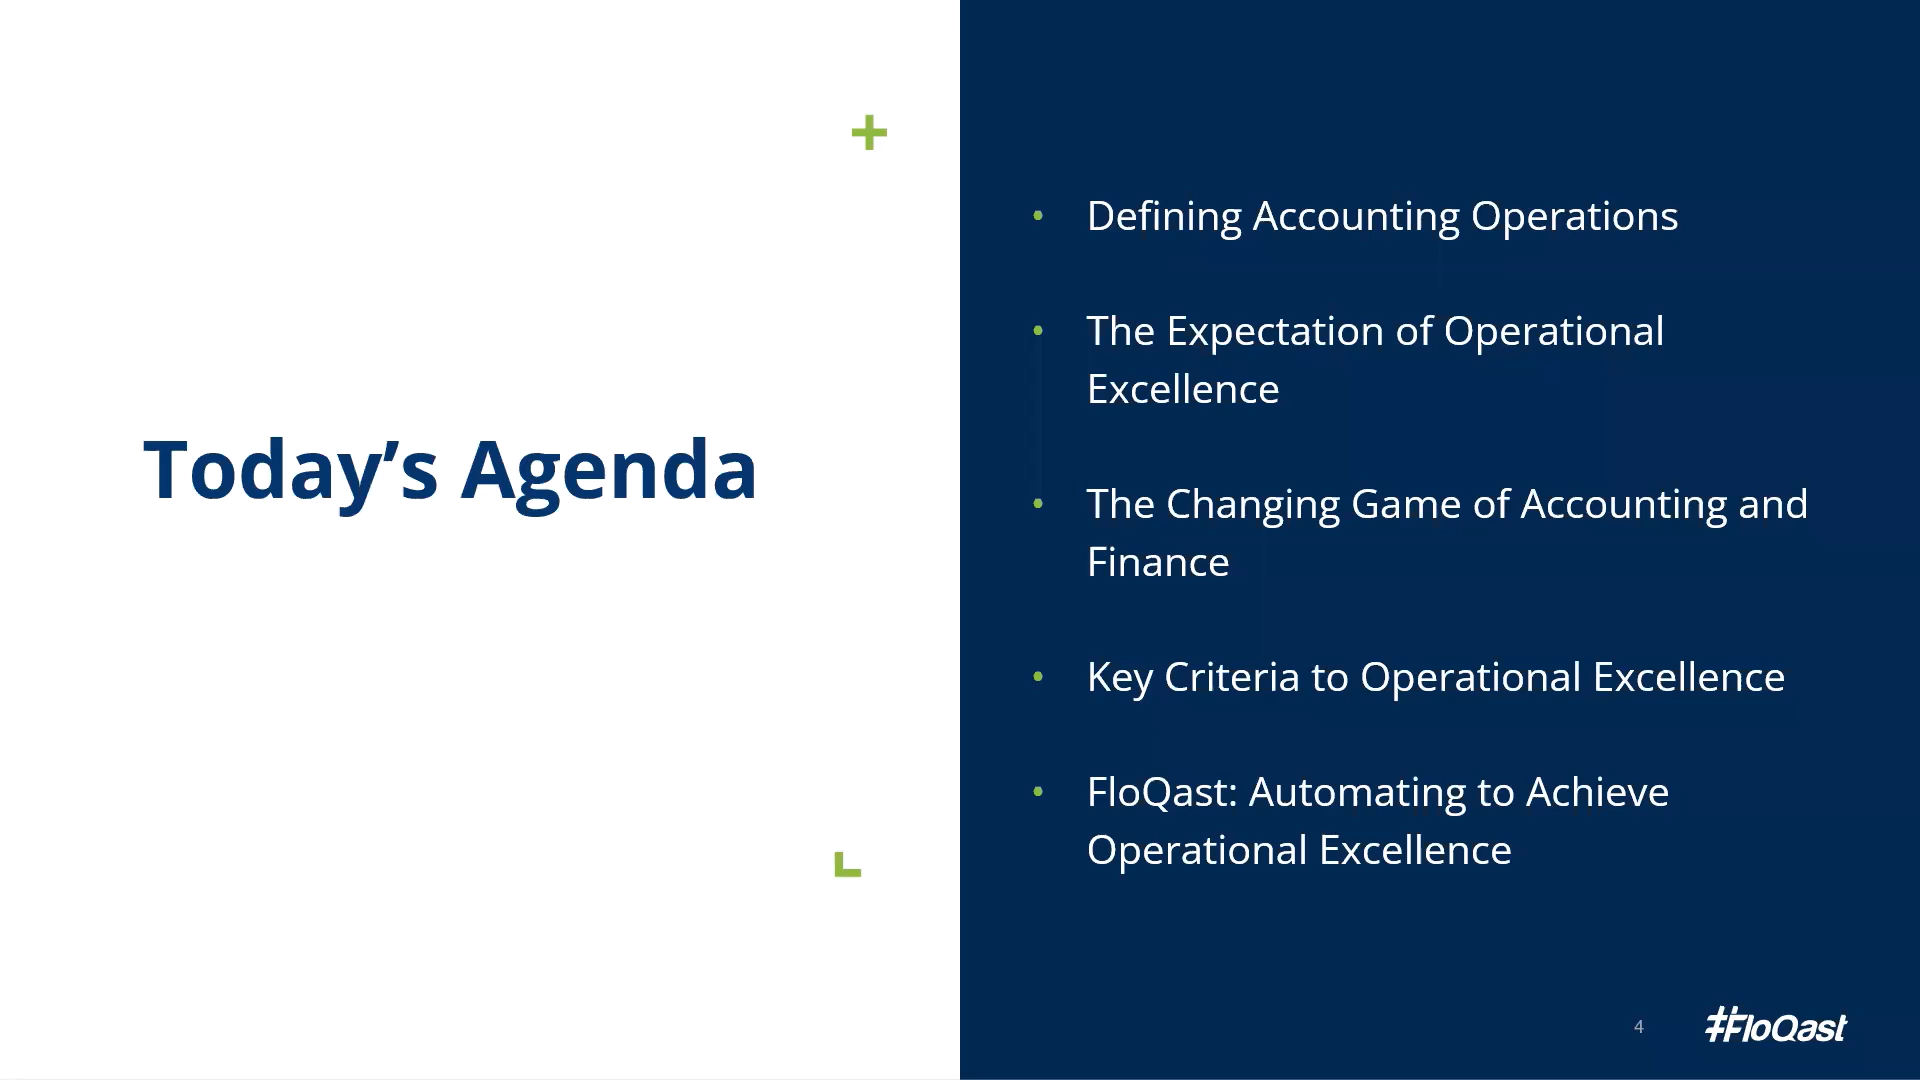 Today’s Agenda
• Defining Accounting Operations
• The Expectation of Operational
Excellence
• The Changing Game of Accounting and
Finance
• Key Criteria to Operational Excellence
• FloQast: Automating to Achieve
Operational Excellence
4
#FloQast